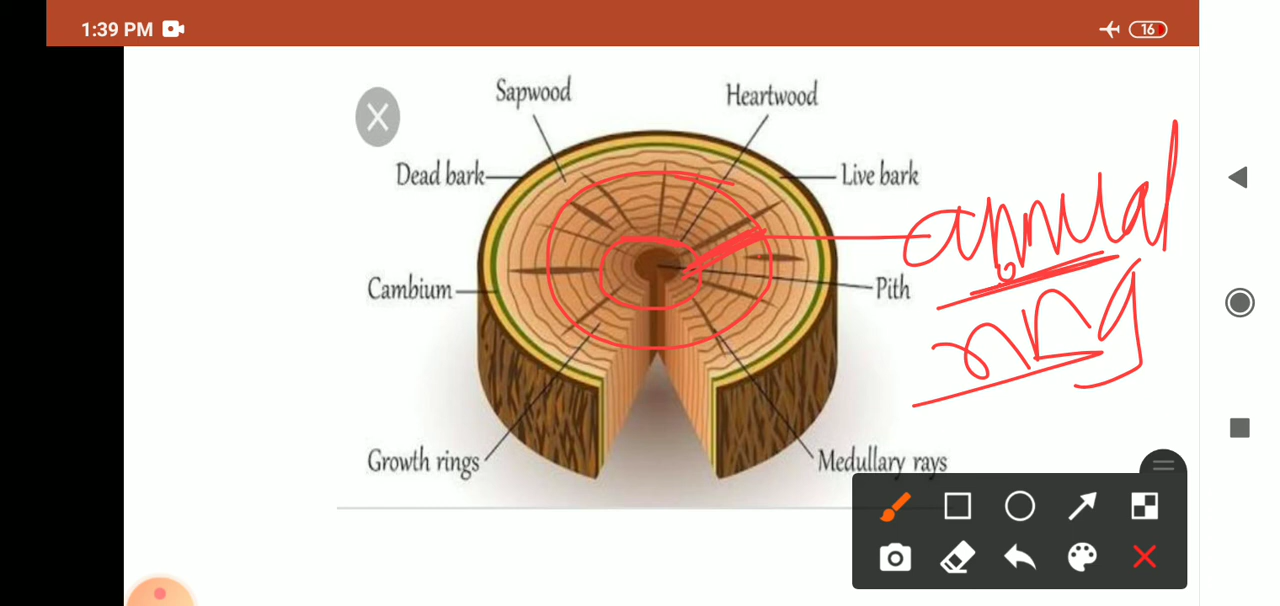 1:39 PM
16
Sapwood
Heartwood
Dead bark
Live bark
annual
Cambium
Pith
ring
Growth rings
Medullary rays